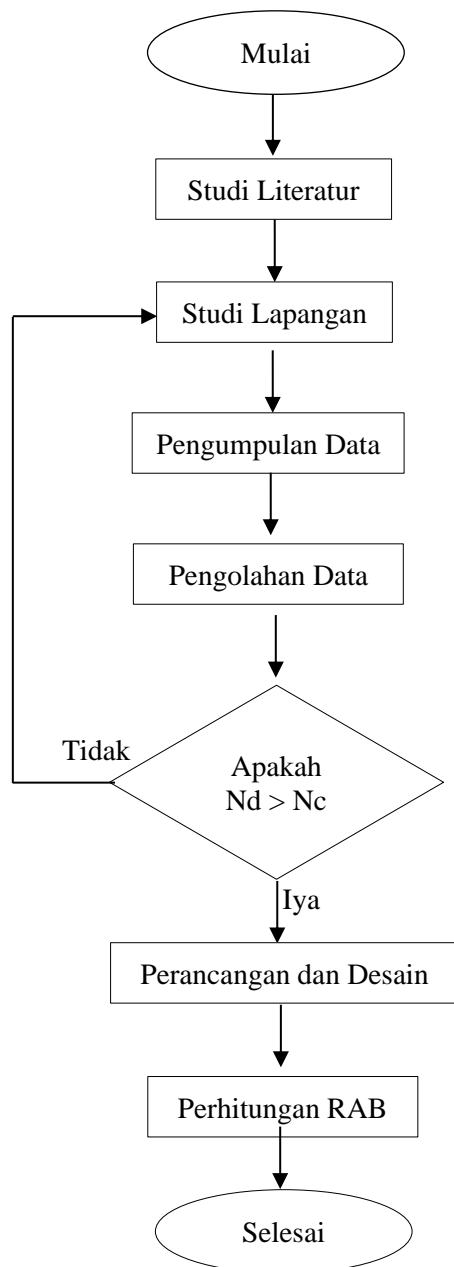 Mulai
Studi Literatur
Studi Lapangan
Pengumpulan Data
Pengolahan Data
Tidak
Apakah
Nd > Nc
Iya
Perancangan dan Desain
Perhitungan RAB
Selesai